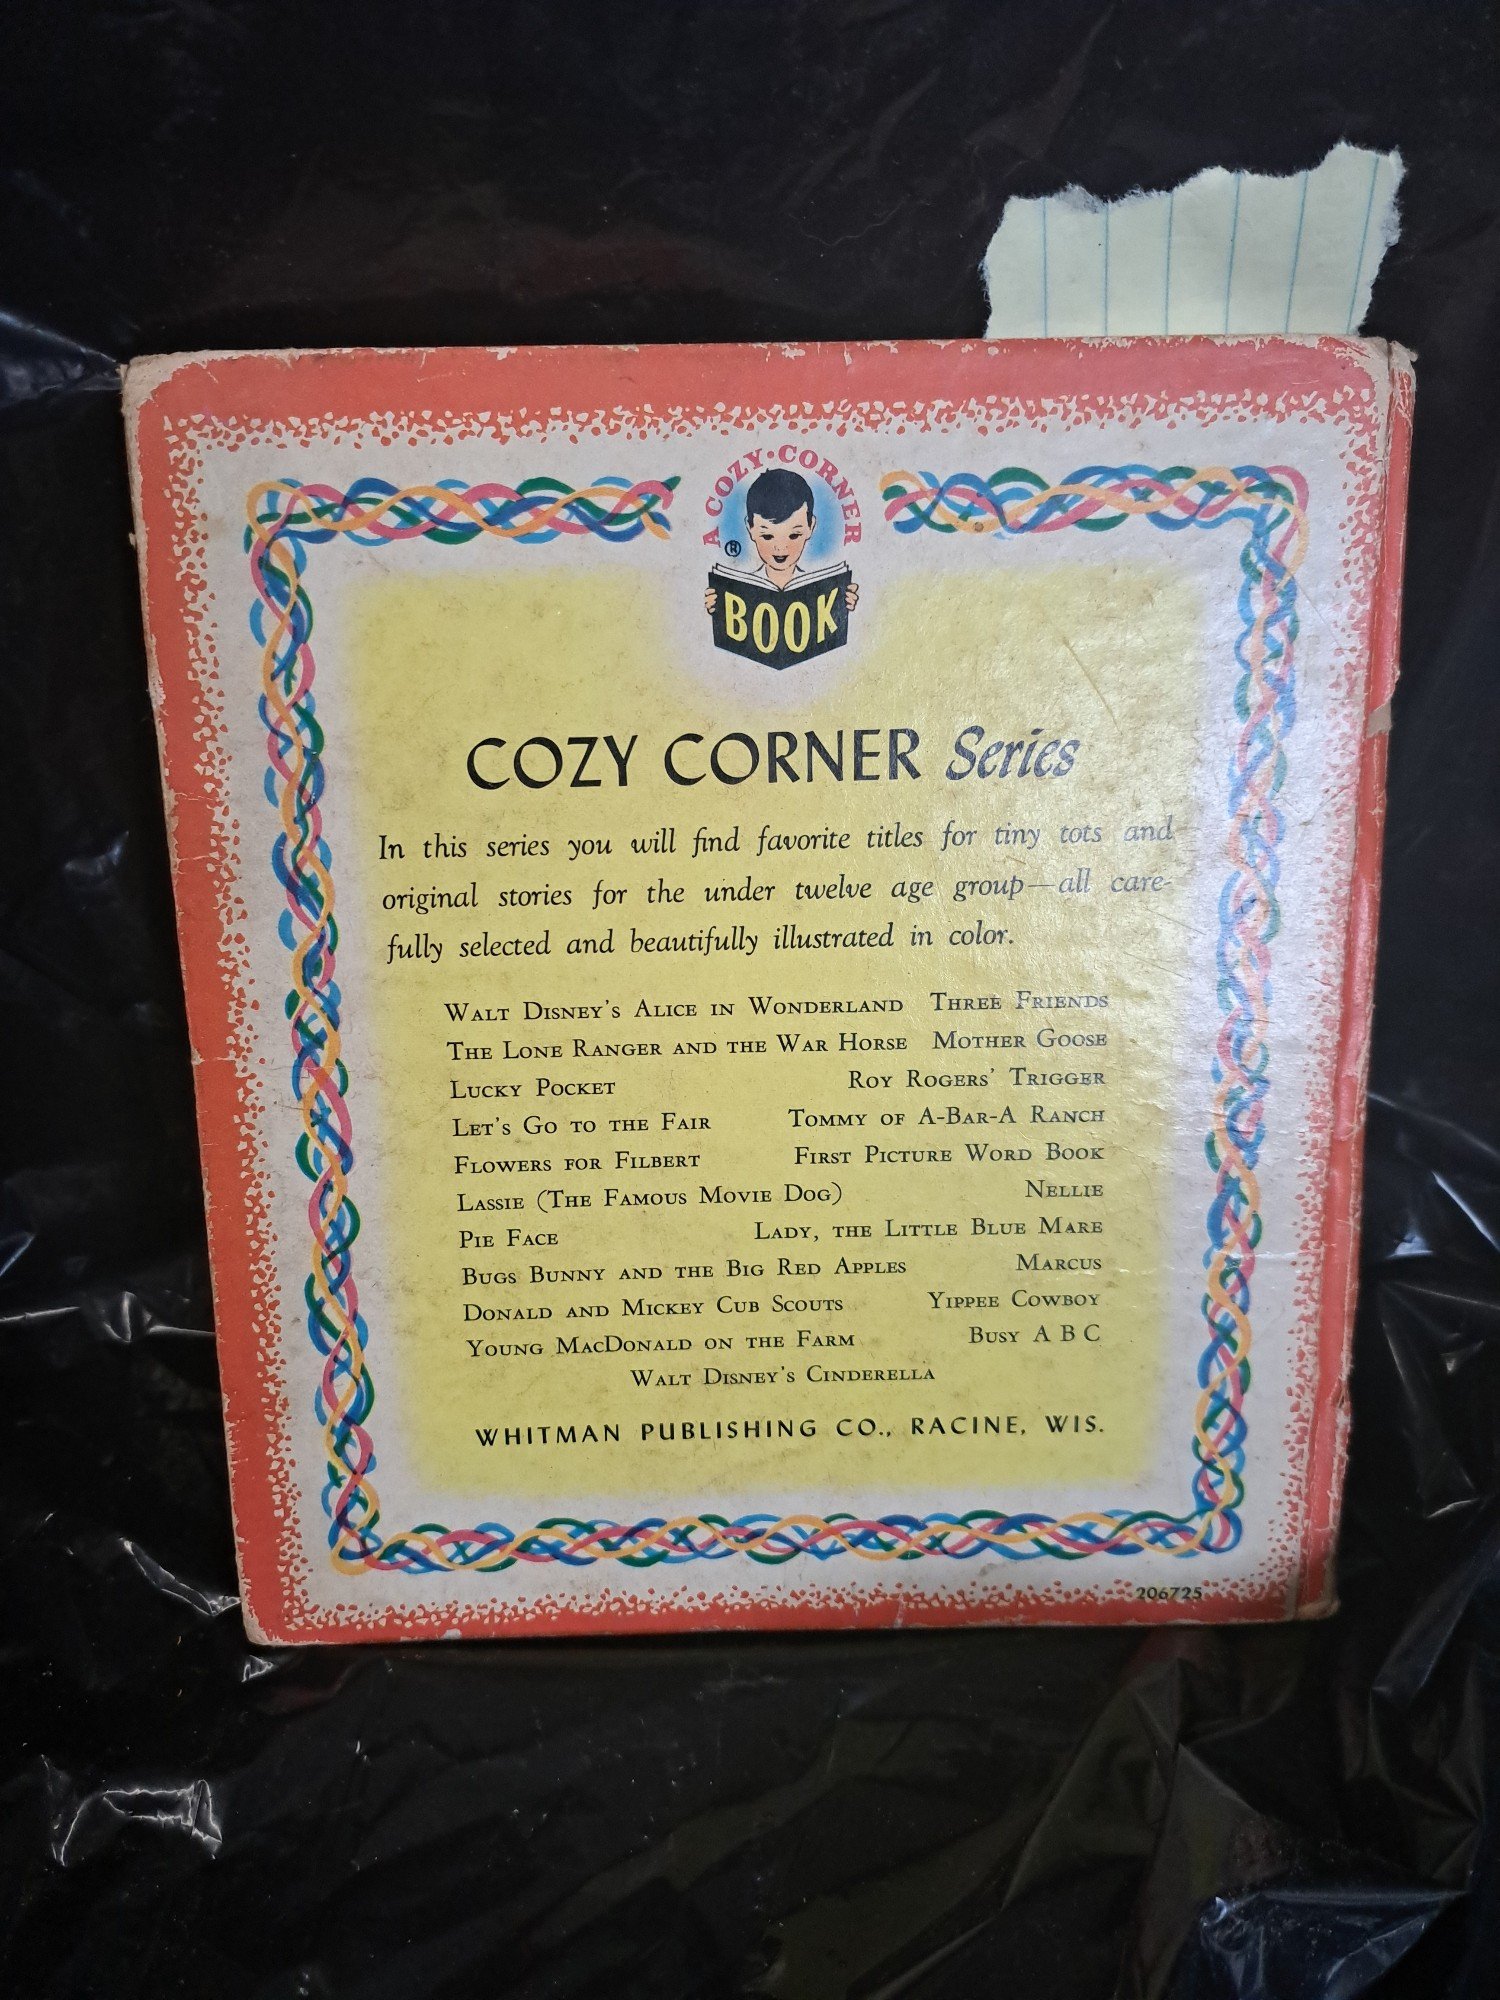 A COZY·CORNER
®
BOOK
COZY CORNER Series
In this series you will find favorite titles for tiny tots and
original stories for the under twelve age group—all care-
fully selected and beautifully illustrated in color.
Walt Disney's Alice in Wonderland Three Friends
The Lone Ranger and the War Horse Mother Goose
Lucky Pocket Roy Rogers' Trigger
Let's Go to the Fair Tommy of A-Bar-A Ranch
Flowers for Filbert First Picture Word Book
Lassie (The Famous Movie Dog) Nellie
Pie Face Lady, the Little Blue Mare
Bugs Bunny and the Big Red Apples Marcus
Donald and Mickey Cub Scouts Yippee Cowboy
Young MacDonald on the Farm Busy A B C
Walt Disney's Cinderella
WHITMAN PUBLISHING CO., RACINE, WIS.
206725